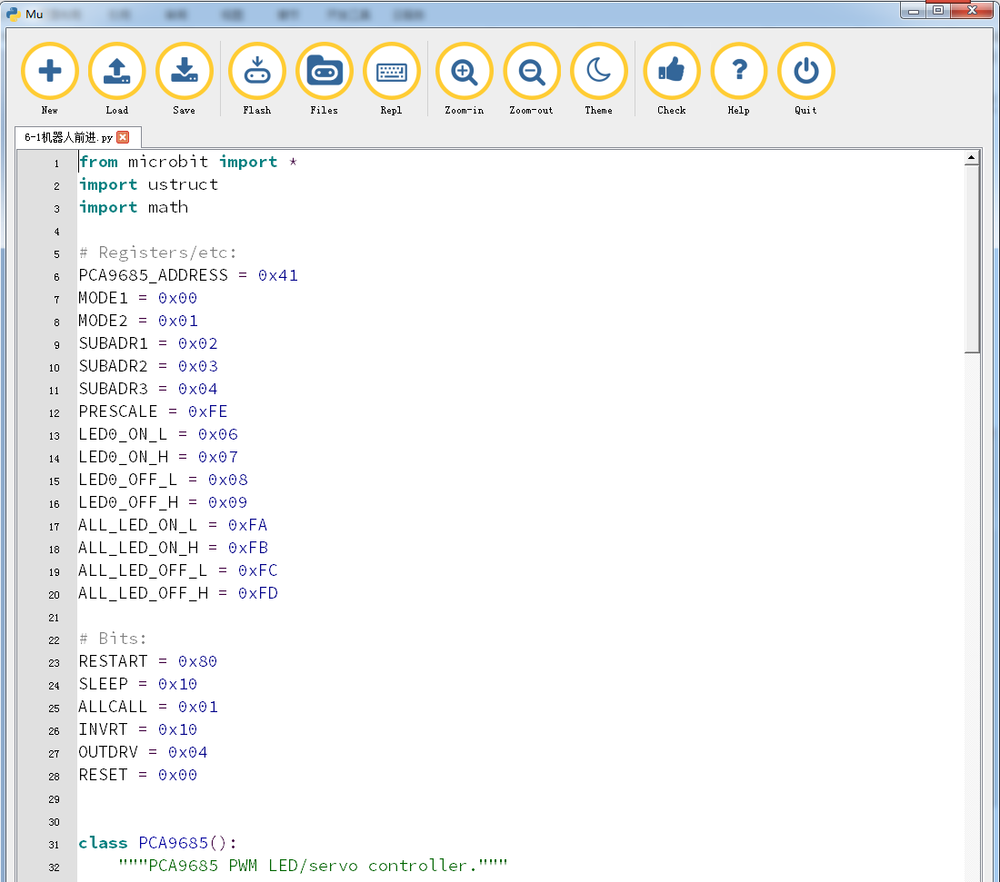 Mu
New Load Save Flash Files Repl Zoom-in Zoom-out Theme Check Help Quit
6-1机器人前进.py
1 from microbit import *
2 import ustruct
3 import math
4
5 # Registers/etc:
6 PCA9685_ADDRESS = 0x41
7 MODE1 = 0x00
8 MODE2 = 0x01
9 SUBADR1 = 0x02
10 SUBADR2 = 0x03
11 SUBADR3 = 0x04
12 PRESCALE = 0xFE
13 LED0_ON_L = 0x06
14 LED0_ON_H = 0x07
15 LED0_OFF_L = 0x08
16 LED0_OFF_H = 0x09
17 ALL_LED_ON_L = 0xFA
18 ALL_LED_ON_H = 0xFB
19 ALL_LED_OFF_L = 0xFC
20 ALL_LED_OFF_H = 0xFD
21
22 # Bits:
23 RESTART = 0x80
24 SLEEP = 0x10
25 ALLCALL = 0x01
26 INVRT = 0x10
27 OUTDRV = 0x04
28 RESET = 0x00
29
30
31 class PCA9685():
32 """PCA9685 PWM LED/servo controller."""